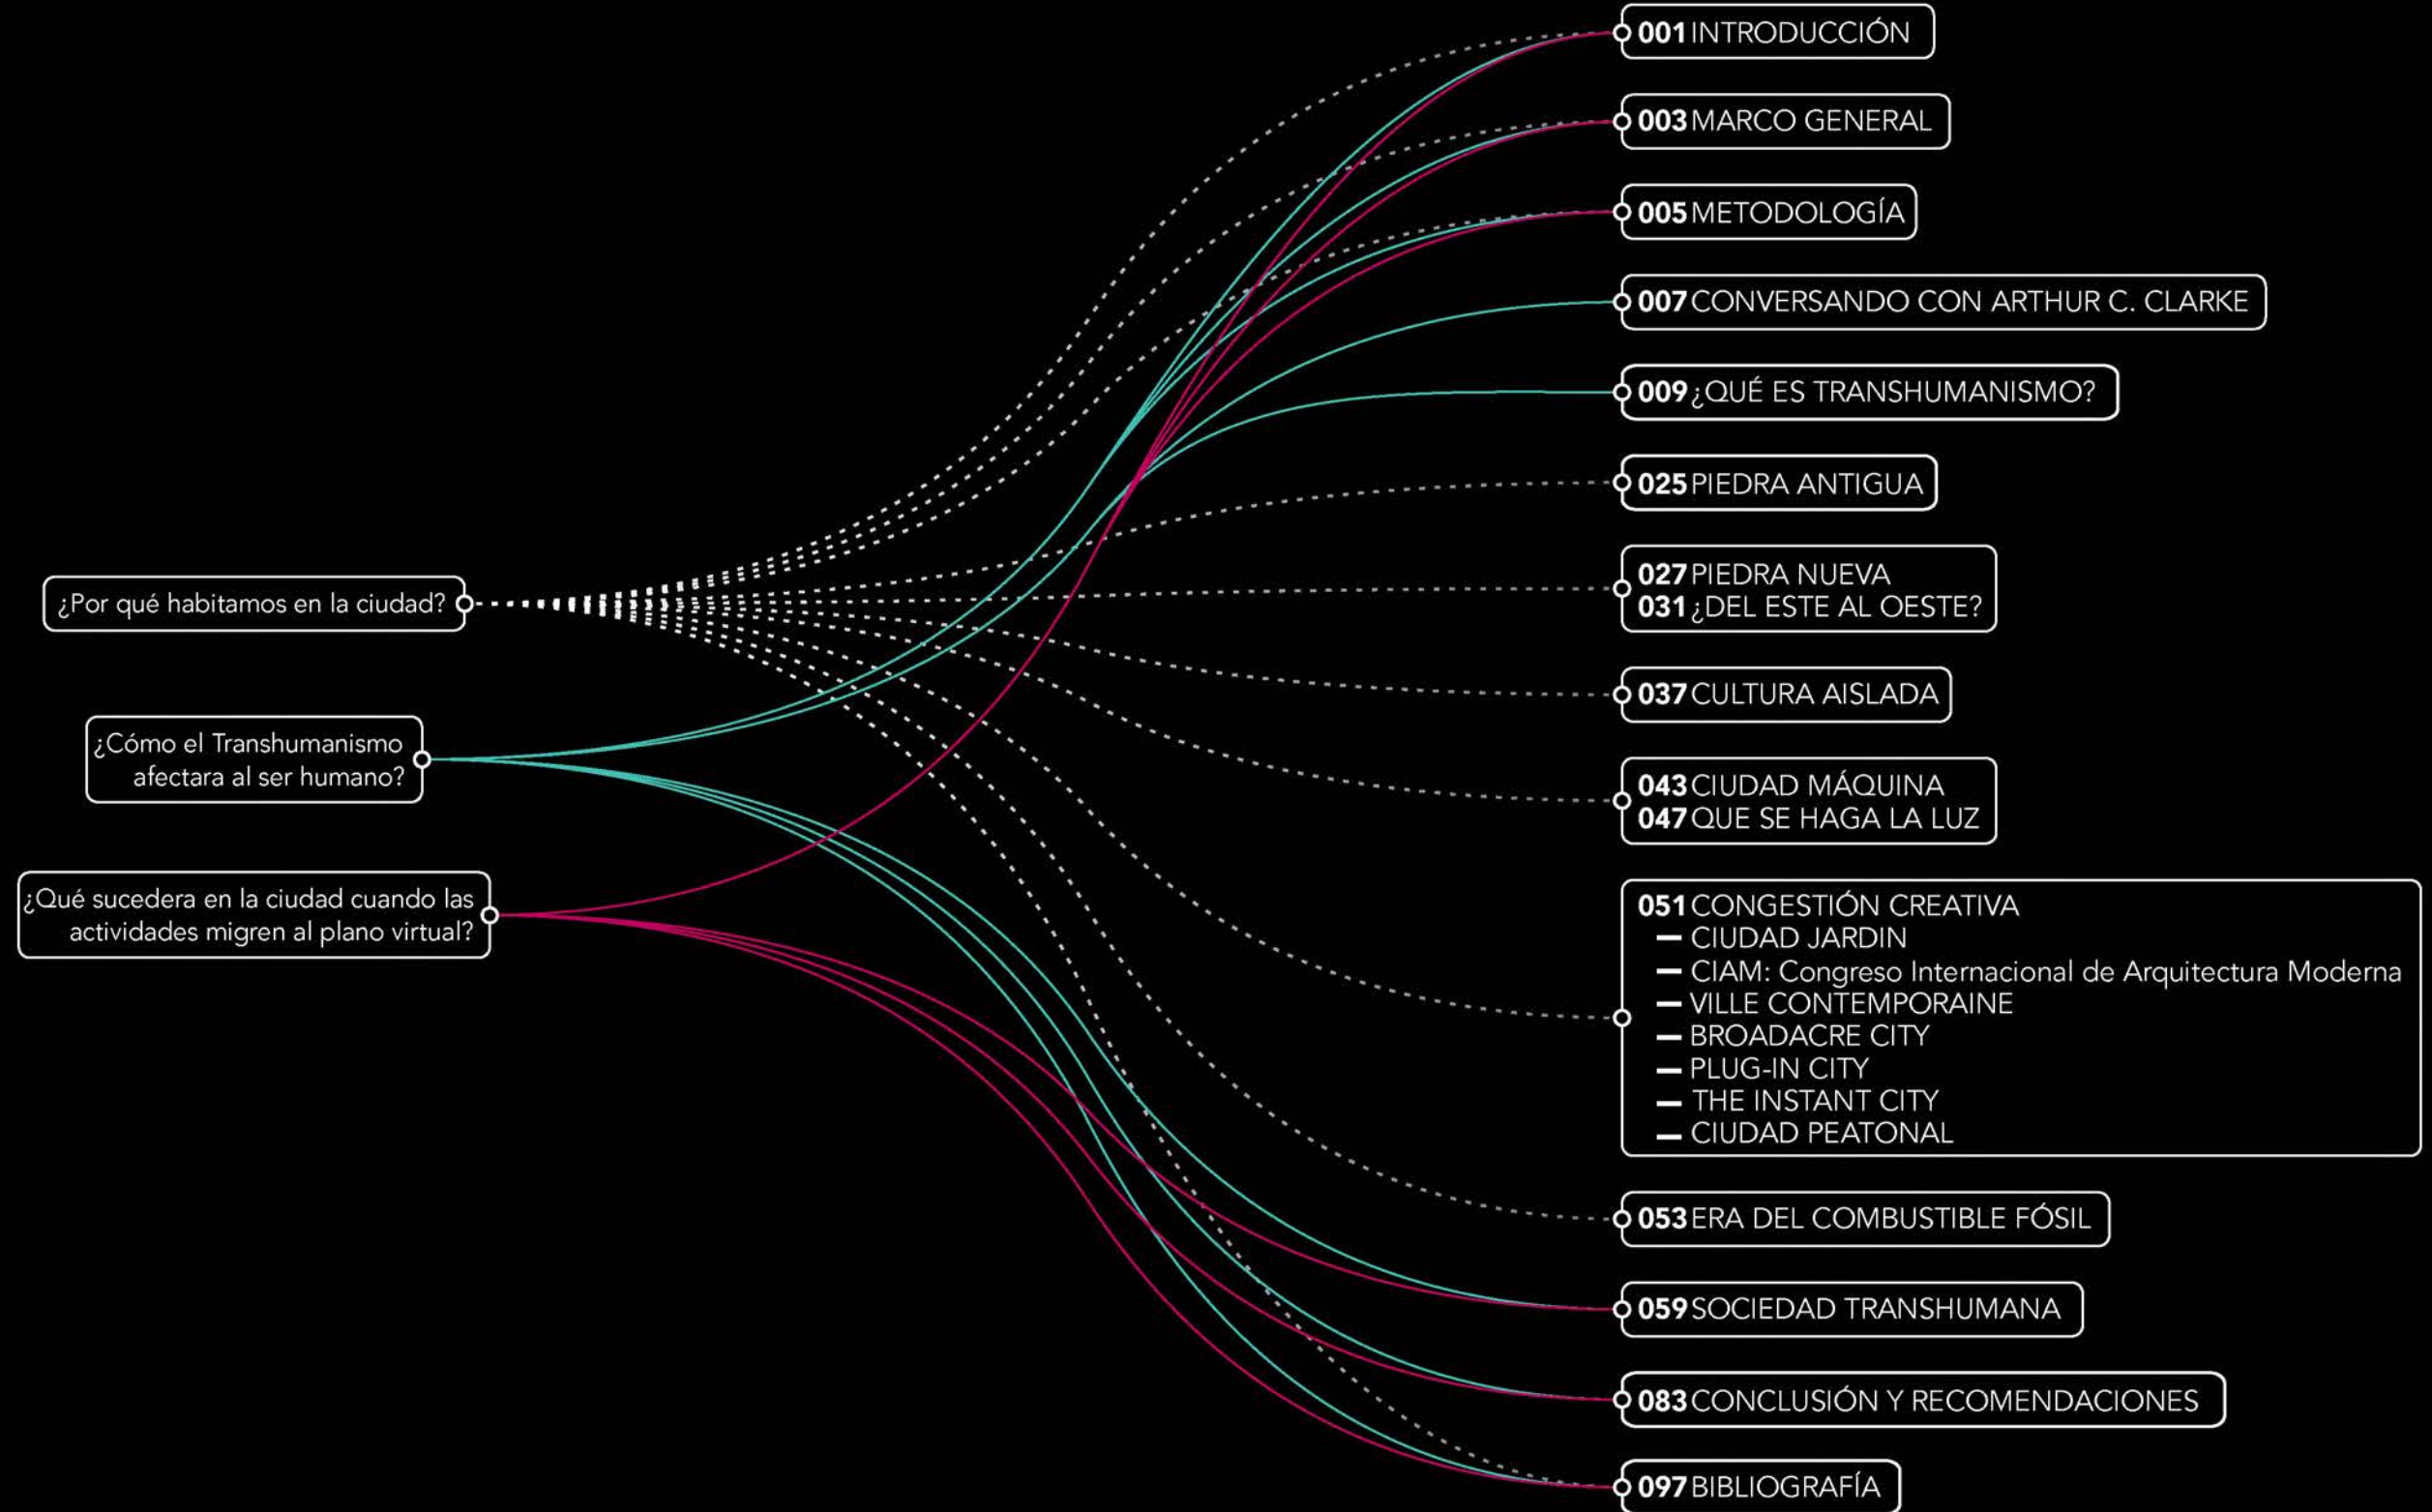 ¿Por qué habitamos en la ciudad?
¿Cómo el Transhumanismo
afectara al ser humano?
¿Qué sucedera en la ciudad cuando las
actividades migren al plano virtual?
001 INTRODUCCIÓN
003 MARCO GENERAL
005 METODOLOGÍA
007 CONVERSANDO CON ARTHUR C. CLARKE
009 ¿QUÉ ES TRANSHUMANISMO?
025 PIEDRA ANTIGUA
027 PIEDRA NUEVA
031 ¿DEL ESTE AL OESTE?
037 CULTURA AISLADA
043 CIUDAD MÁQUINA
047 QUE SE HAGA LA LUZ
051 CONGESTIÓN CREATIVA
— CIUDAD JARDIN
— CIAM: Congreso Internacional de Arquitectura Moderna
— VILLE CONTEMPORAINE
— BROADACRE CITY
— PLUG-IN CITY
— THE INSTANT CITY
— CIUDAD PEATONAL
053 ERA DEL COMBUSTIBLE FÓSIL
059 SOCIEDAD TRANSHUMANA
083 CONCLUSIÓN Y RECOMENDACIONES
097 BIBLIOGRAFÍA